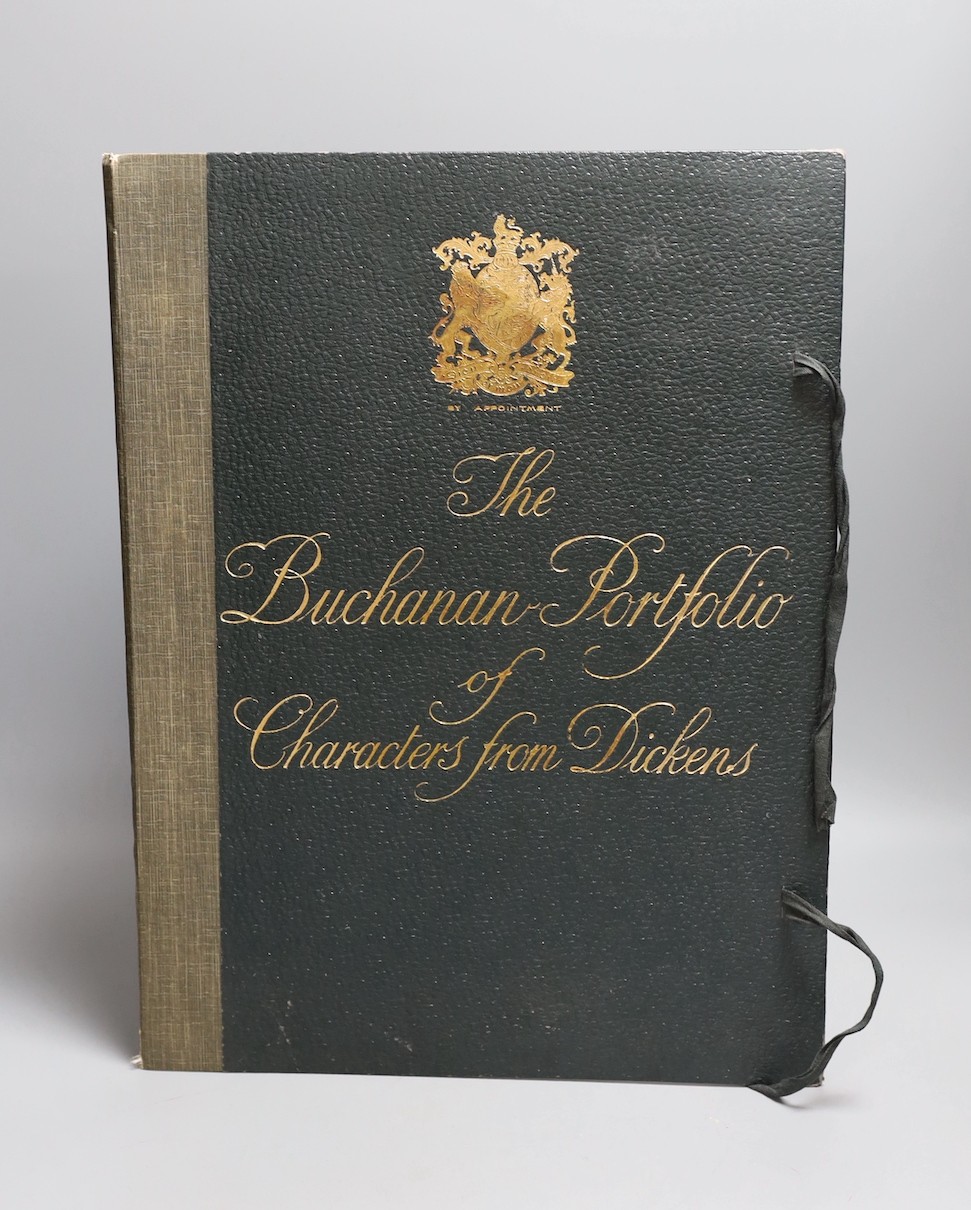 BY APPOINTMENT
The
Buchanan Portfolio
of
Characters from Dickens